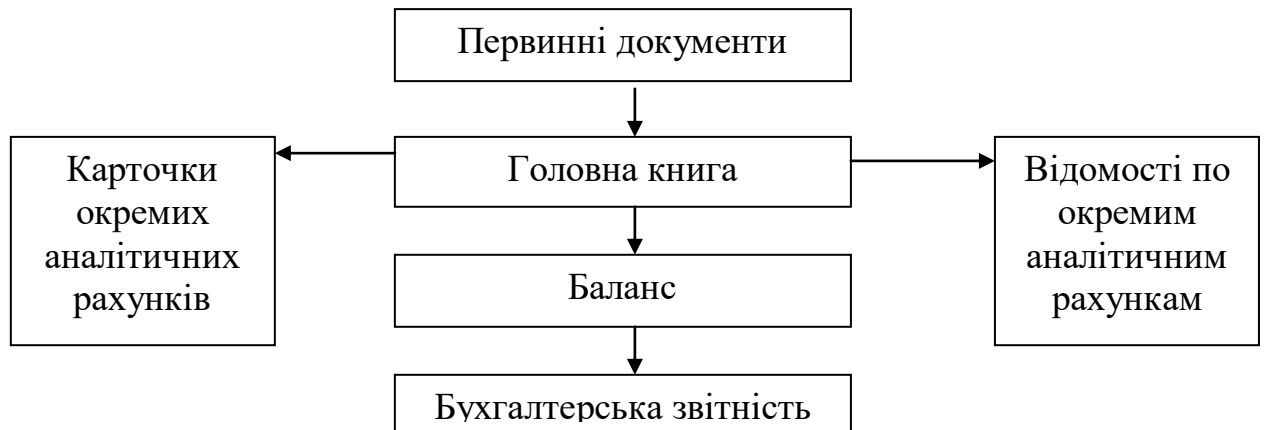 Первинні документи
Головна книга
Карточки
окремих
аналітичних
рахунків
Відомості по
окремим
аналітичним
рахункам
Баланс
Бухгалтерська звітність